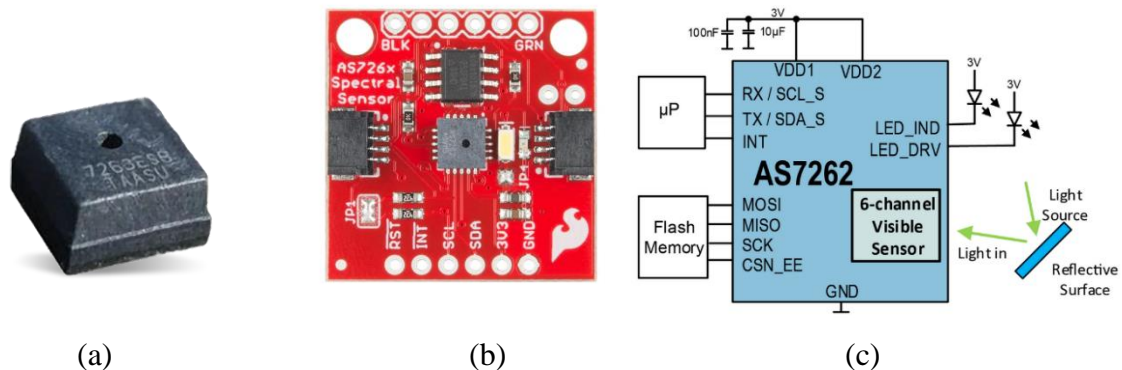 7263ES8
TAASU
BLK
GRN
AS726x
Spectral
Sensor
JP1
JP1
RST
INT
SCL
SDA
3V3
GND
3V
100nF
10µF
VDD1
VDD2
µP
RX / SCL_S
TX / SDA_S
INT
3V
3V
LED_IND
LED_DRV
AS7262
Flash
Memory
MOSI
MISO
SCK
CSN_EE
6-channel
Visible
Sensor
GND
Light
Source
Light in
Reflective
Surface
(a)
(b)
(c)